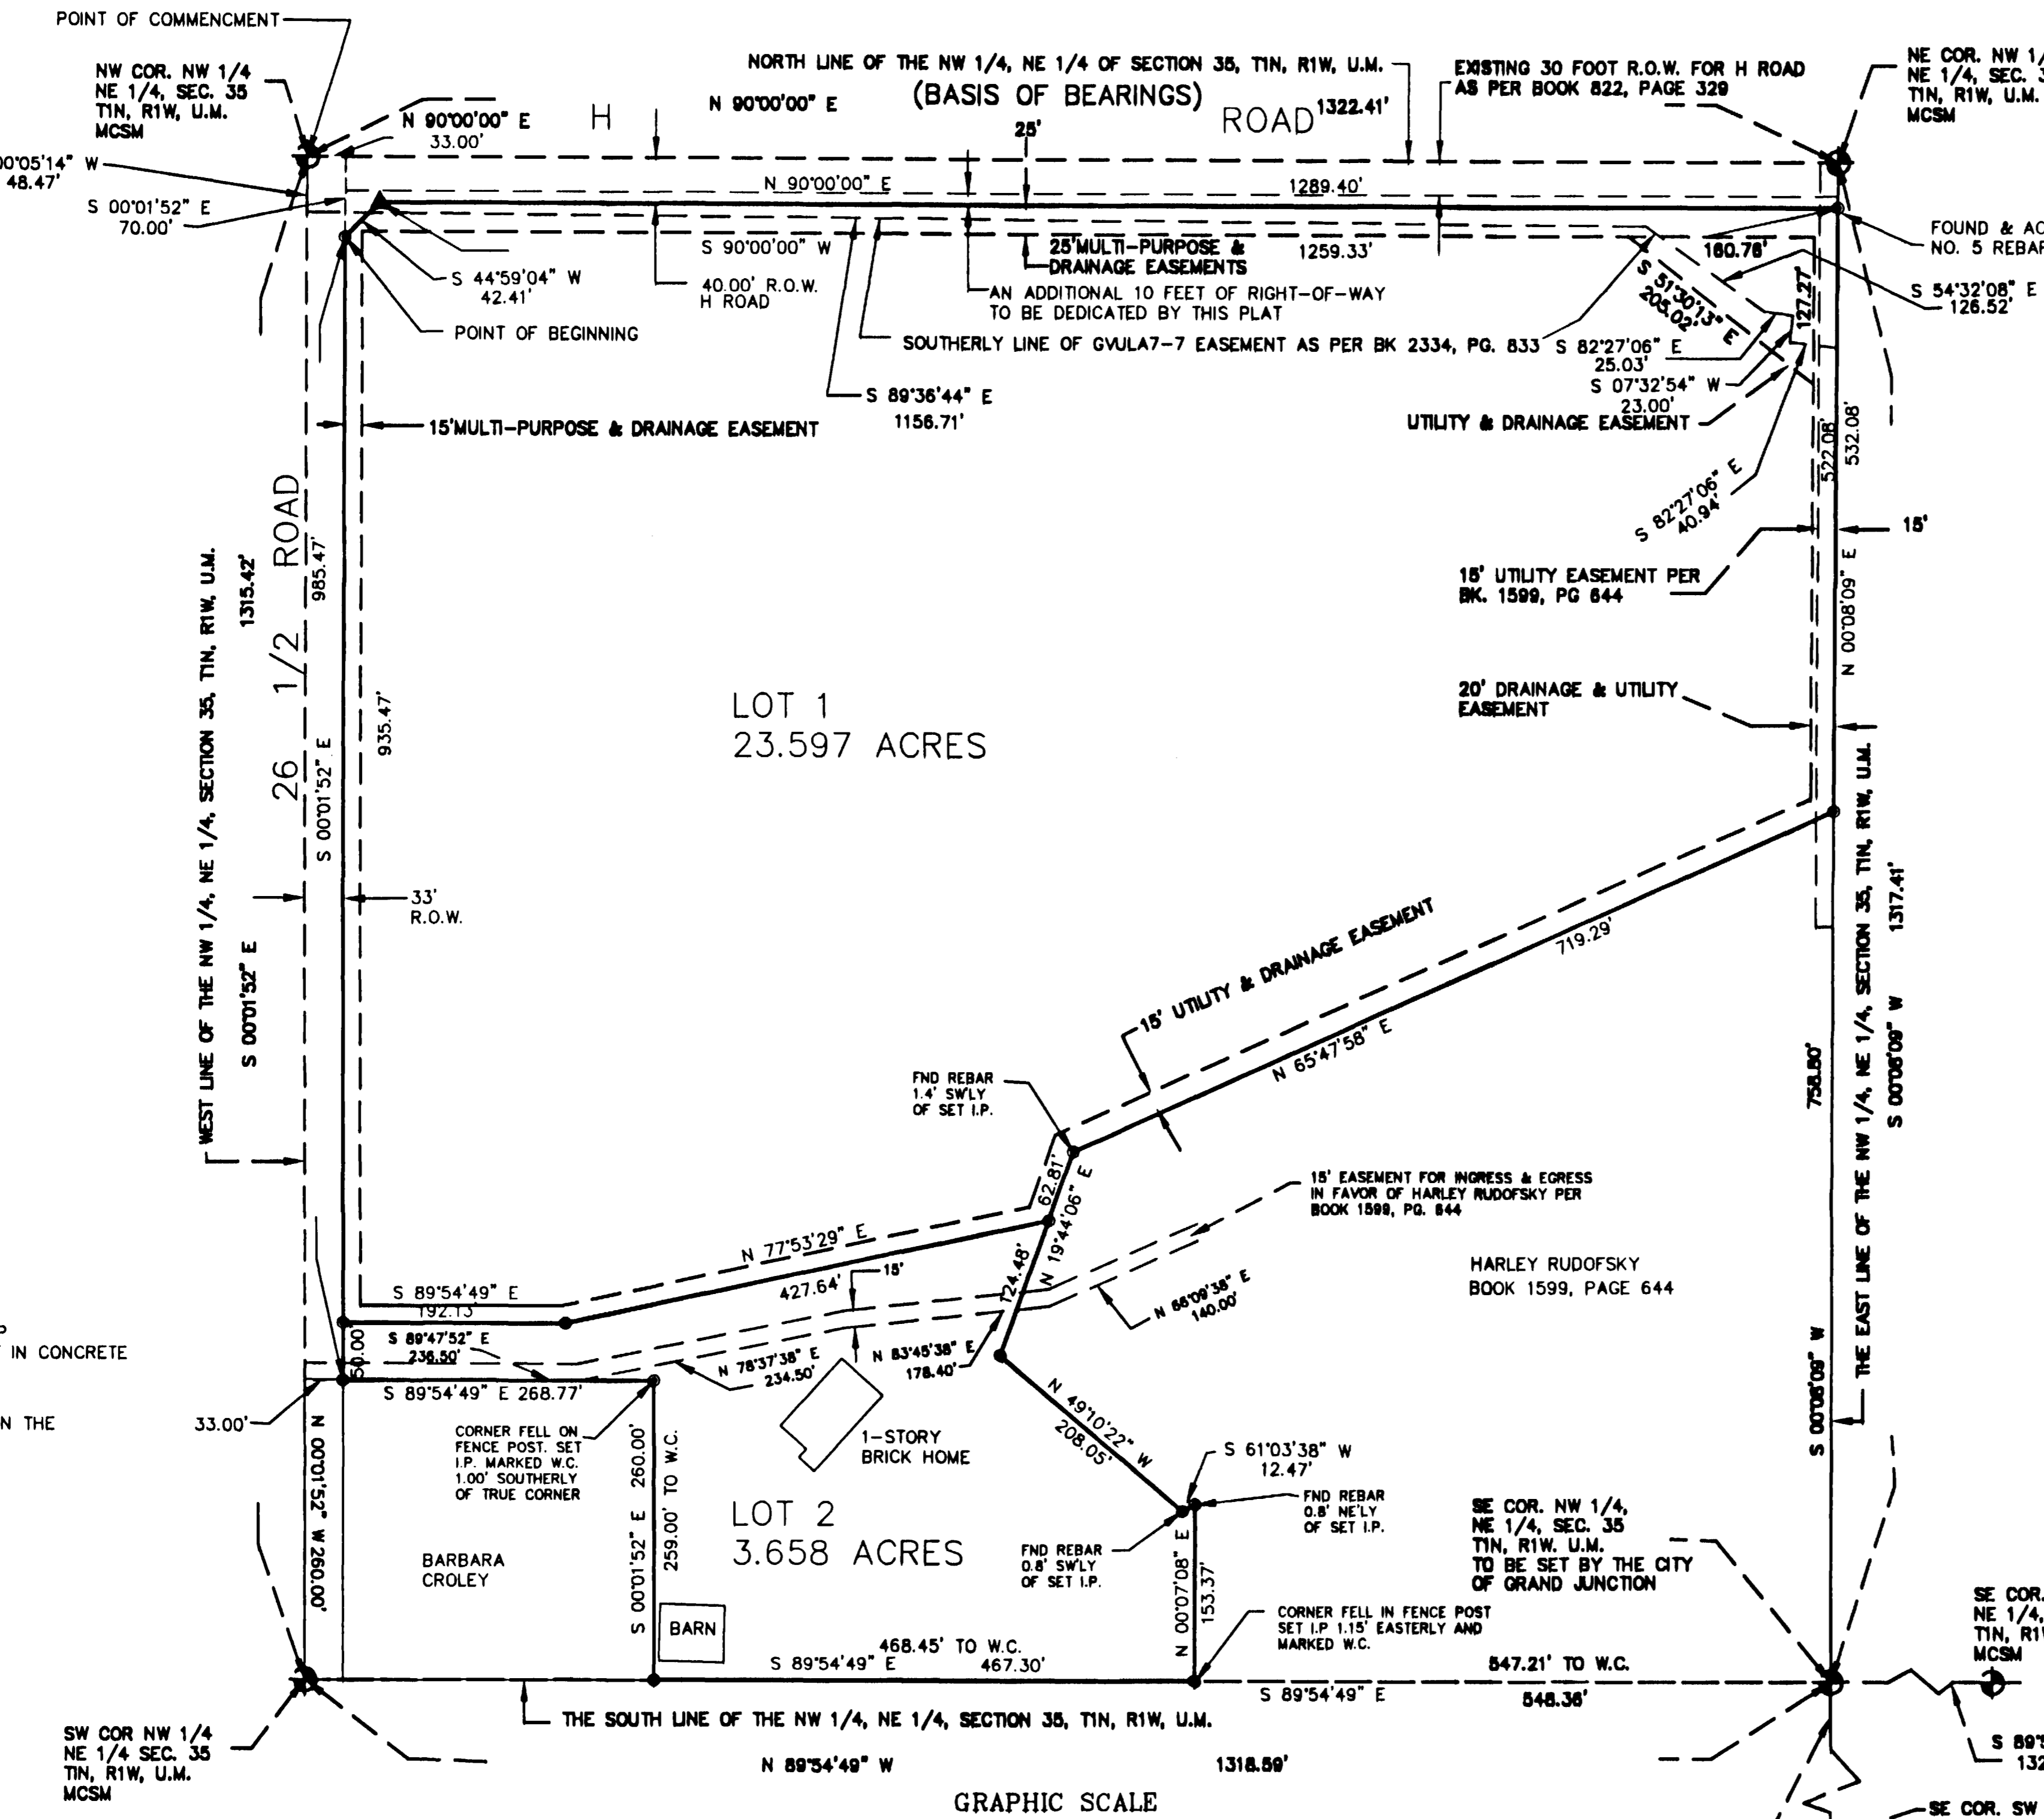 POINT OF COMMENCMENT
NW COR. NW 1/4
NE 1/4, SEC. 35
T1N, R1W, U.M.
MCSM
00°05'14" W
48.47'
S 00°01'52" E
70.00'
N 90°00'00" E
33.00'
H ROAD
NORTH LINE OF THE NW 1/4, NE 1/4 OF SECTION 35, T1N, R1W, U.M.
N 90°00'00" E
(BASIS OF BEARINGS)
1322.41'
25'
EXISTING 30 FOOT R.O.W. FOR H ROAD
AS PER BOOK 822, PAGE 329
NE COR. NW 1/
NE 1/4, SEC. 3
T1N, R1W, U.M.
MCSM
N 90°00'00" E
1289.40'
S 44°59'04" W
42.41'
POINT OF BEGINNING
S 90°00'00" W
1259.33'
40.00' R.O.W.
H ROAD
25'MULTI-PURPOSE &
DRAINAGE EASEMENTS
AN ADDITIONAL 10 FEET OF RIGHT-OF-WAY
TO BE DEDICATED BY THIS PLAT
SOUTHERLY LINE OF GVULA7-7 EASEMENT AS PER BK 2334, PG. 833
S 89°36'44" E
1156.71'
FOUND & AC
NO. 5 REBAR
160.76'
S 51°30'13" E
205.02'
127.27'
S 54°32'08" E
126.52'
S 82°27'06" E
25.03'
S 07°32'54" W
23.00'
UTILITY & DRAINAGE EASEMENT
S 82°27'06" E
40.94'
522.08'
532.08'
15'
N 00°08'09" E
15' UTILITY EASEMENT PER
BK. 1599, PG 644
20' DRAINAGE & UTILITY
EASEMENT
15'MULTI-PURPOSE & DRAINAGE EASEMENT
26 1/2 ROAD
985.47'
935.47'
S 00°01'52" E
1315.42'
WEST LINE OF THE NW 1/4, NE 1/4, SECTION 35, T1N, R1W, U.M.
S 00°01'52" E
33'
R.O.W.
LOT 1
23.597 ACRES
15' UTILITY & DRAINAGE EASEMENT
719.29'
N 65°47'58" E
THE EAST LINE OF THE NW 1/4, NE 1/4, SECTION 35, T1N, R1W, U.M.
S 00°08'09" W 1317.41'
758.80'
S 00°08'09" W
FND REBAR
1.4' SW'LY
OF SET I.P.
62.81'
N 19°44'06" E
124.48'
15' EASEMENT FOR INGRESS & EGRESS
IN FAVOR OF HARLEY RUDOFSKY PER
BOOK 1599, PG. 644
HARLEY RUDOFSKY
BOOK 1599, PAGE 644
N 66°09'38" E
140.00'
N 77°53'29" E
427.64'
15'
S 89°54'49" E
192.13'
S 89°47'52" E
236.50'
50.00'
S 89°54'49" E 268.77'
N 78°37'38" E
234.50'
N 83°45'38" E
178.40'
IN CONCRETE
N THE
33.00'
N 00°01'52" W 260.00'
CORNER FELL ON
FENCE POST. SET
I.P. MARKED W.C.
1.00' SOUTHERLY
OF TRUE CORNER
S 00°01'52" E 260.00'
259.00' TO W.C.
1-STORY
BRICK HOME
N 49°10'22" W
208.05'
S 61°03'38" W
12.47'
FND REBAR
0.8' NE'LY
OF SET I.P.
FND REBAR
0.8' SW'LY
OF SET I.P.
N 00°07'08" E
153.37'
LOT 2
3.658 ACRES
BARBARA
CROLEY
BARN
468.45' TO W.C.
S 89°54'49" E 467.30'
CORNER FELL IN FENCE POST
SET I.P 1.15' EASTERLY AND
MARKED W.C.
SE COR. NW 1/4,
NE 1/4, SEC. 35
T1N, R1W. U.M.
TO BE SET BY THE CITY
OF GRAND JUNCTION
547.21' TO W.C.
S 89°54'49" E
548.36'
SE COR.
NE 1/4,
T1N, R1W
MCSM
SW COR NW 1/4
NE 1/4 SEC. 35
T1N, R1W, U.M.
MCSM
THE SOUTH LINE OF THE NW 1/4, NE 1/4, SECTION 35, T1N, R1W, U.M.
N 89°54'49" W
1318.59'
S 89°5
132
SE COR. SW
GRAPHIC SCALE